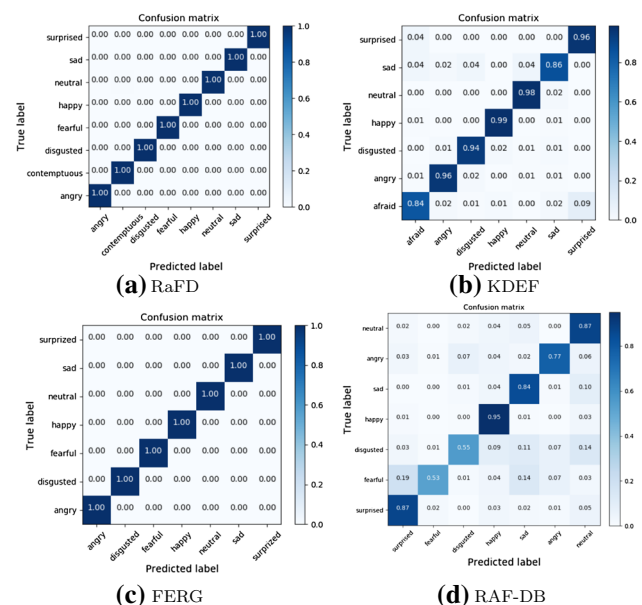 Confusion matrix
True label
surprised 0.00 0.00 0.00 0.00 0.00 0.00 0.00 1.00
sad 0.00 0.00 0.00 0.00 0.00 0.00 1.00 0.00
neutral 0.00 0.00 0.00 0.00 0.00 1.00 0.00 0.00
happy 0.00 0.00 0.00 0.00 1.00 0.00 0.00 0.00
fearful 0.00 0.00 0.00 1.00 0.00 0.00 0.00 0.00
disgusted 0.00 0.00 1.00 0.00 0.00 0.00 0.00 0.00
contemptuous 0.00 1.00 0.00 0.00 0.00 0.00 0.00 0.00
angry 1.00 0.00 0.00 0.00 0.00 0.00 0.00 0.00
angry contemptuous disgusted fearful happy neutral sad surprised
Predicted label
1.0
0.8
0.6
0.4
0.2
0.0
(a) RaFD
Confusion matrix
True label
surprised 0.04 0.00 0.00 0.00 0.00 0.00 0.96
sad 0.04 0.02 0.04 0.00 0.04 0.86 0.00
neutral 0.00 0.00 0.00 0.00 0.98 0.02 0.00
happy 0.01 0.00 0.00 0.99 0.01 0.00 0.00
disgusted 0.00 0.01 0.94 0.02 0.01 0.01 0.00
angry 0.01 0.96 0.02 0.00 0.01 0.01 0.00
afraid 0.84 0.02 0.01 0.01 0.02 0.02 0.09
afraid angry disgusted happy neutral sad surprised
Predicted label
0.8
0.6
0.4
0.2
0.0
(b) KDEF
Confusion matrix
True label
surprized 0.00 0.00 0.00 0.00 0.00 0.00 1.00
sad 0.00 0.00 0.00 0.00 0.00 1.00 0.00
neutral 0.00 0.00 0.00 0.00 1.00 0.00 0.00
happy 0.00 0.00 0.00 1.00 0.00 0.00 0.00
fearful 0.00 0.00 1.00 0.00 0.00 0.00 0.00
disgusted 0.00 1.00 0.00 0.00 0.00 0.00 0.00
angry 1.00 0.00 0.00 0.00 0.00 0.00 0.00
angry disgusted fearful happy neutral sad surprized
Predicted label
1.0
0.8
0.6
0.4
0.2
0.0
(c) FERG
Confusion matrix
True label
neutral 0.02 0.00 0.02 0.04 0.05 0.00 0.87
angry 0.03 0.01 0.07 0.02 0.04 0.77 0.06
sad 0.00 0.00 0.01 0.04 0.84 0.00 0.10
happy 0.01 0.00 0.00 0.95 0.01 0.00 0.03
disgusted 0.03 0.01 0.55 0.09 0.11 0.07 0.14
fearful 0.19 0.53 0.01 0.04 0.14 0.07 0.03
surprised 0.87 0.02 0.00 0.03 0.02 0.01 0.05
surprised fearful disgusted happy sad angry neutral
Predicted label
0.8
0.6
0.4
0.2
0.0
(d) RAF-DB